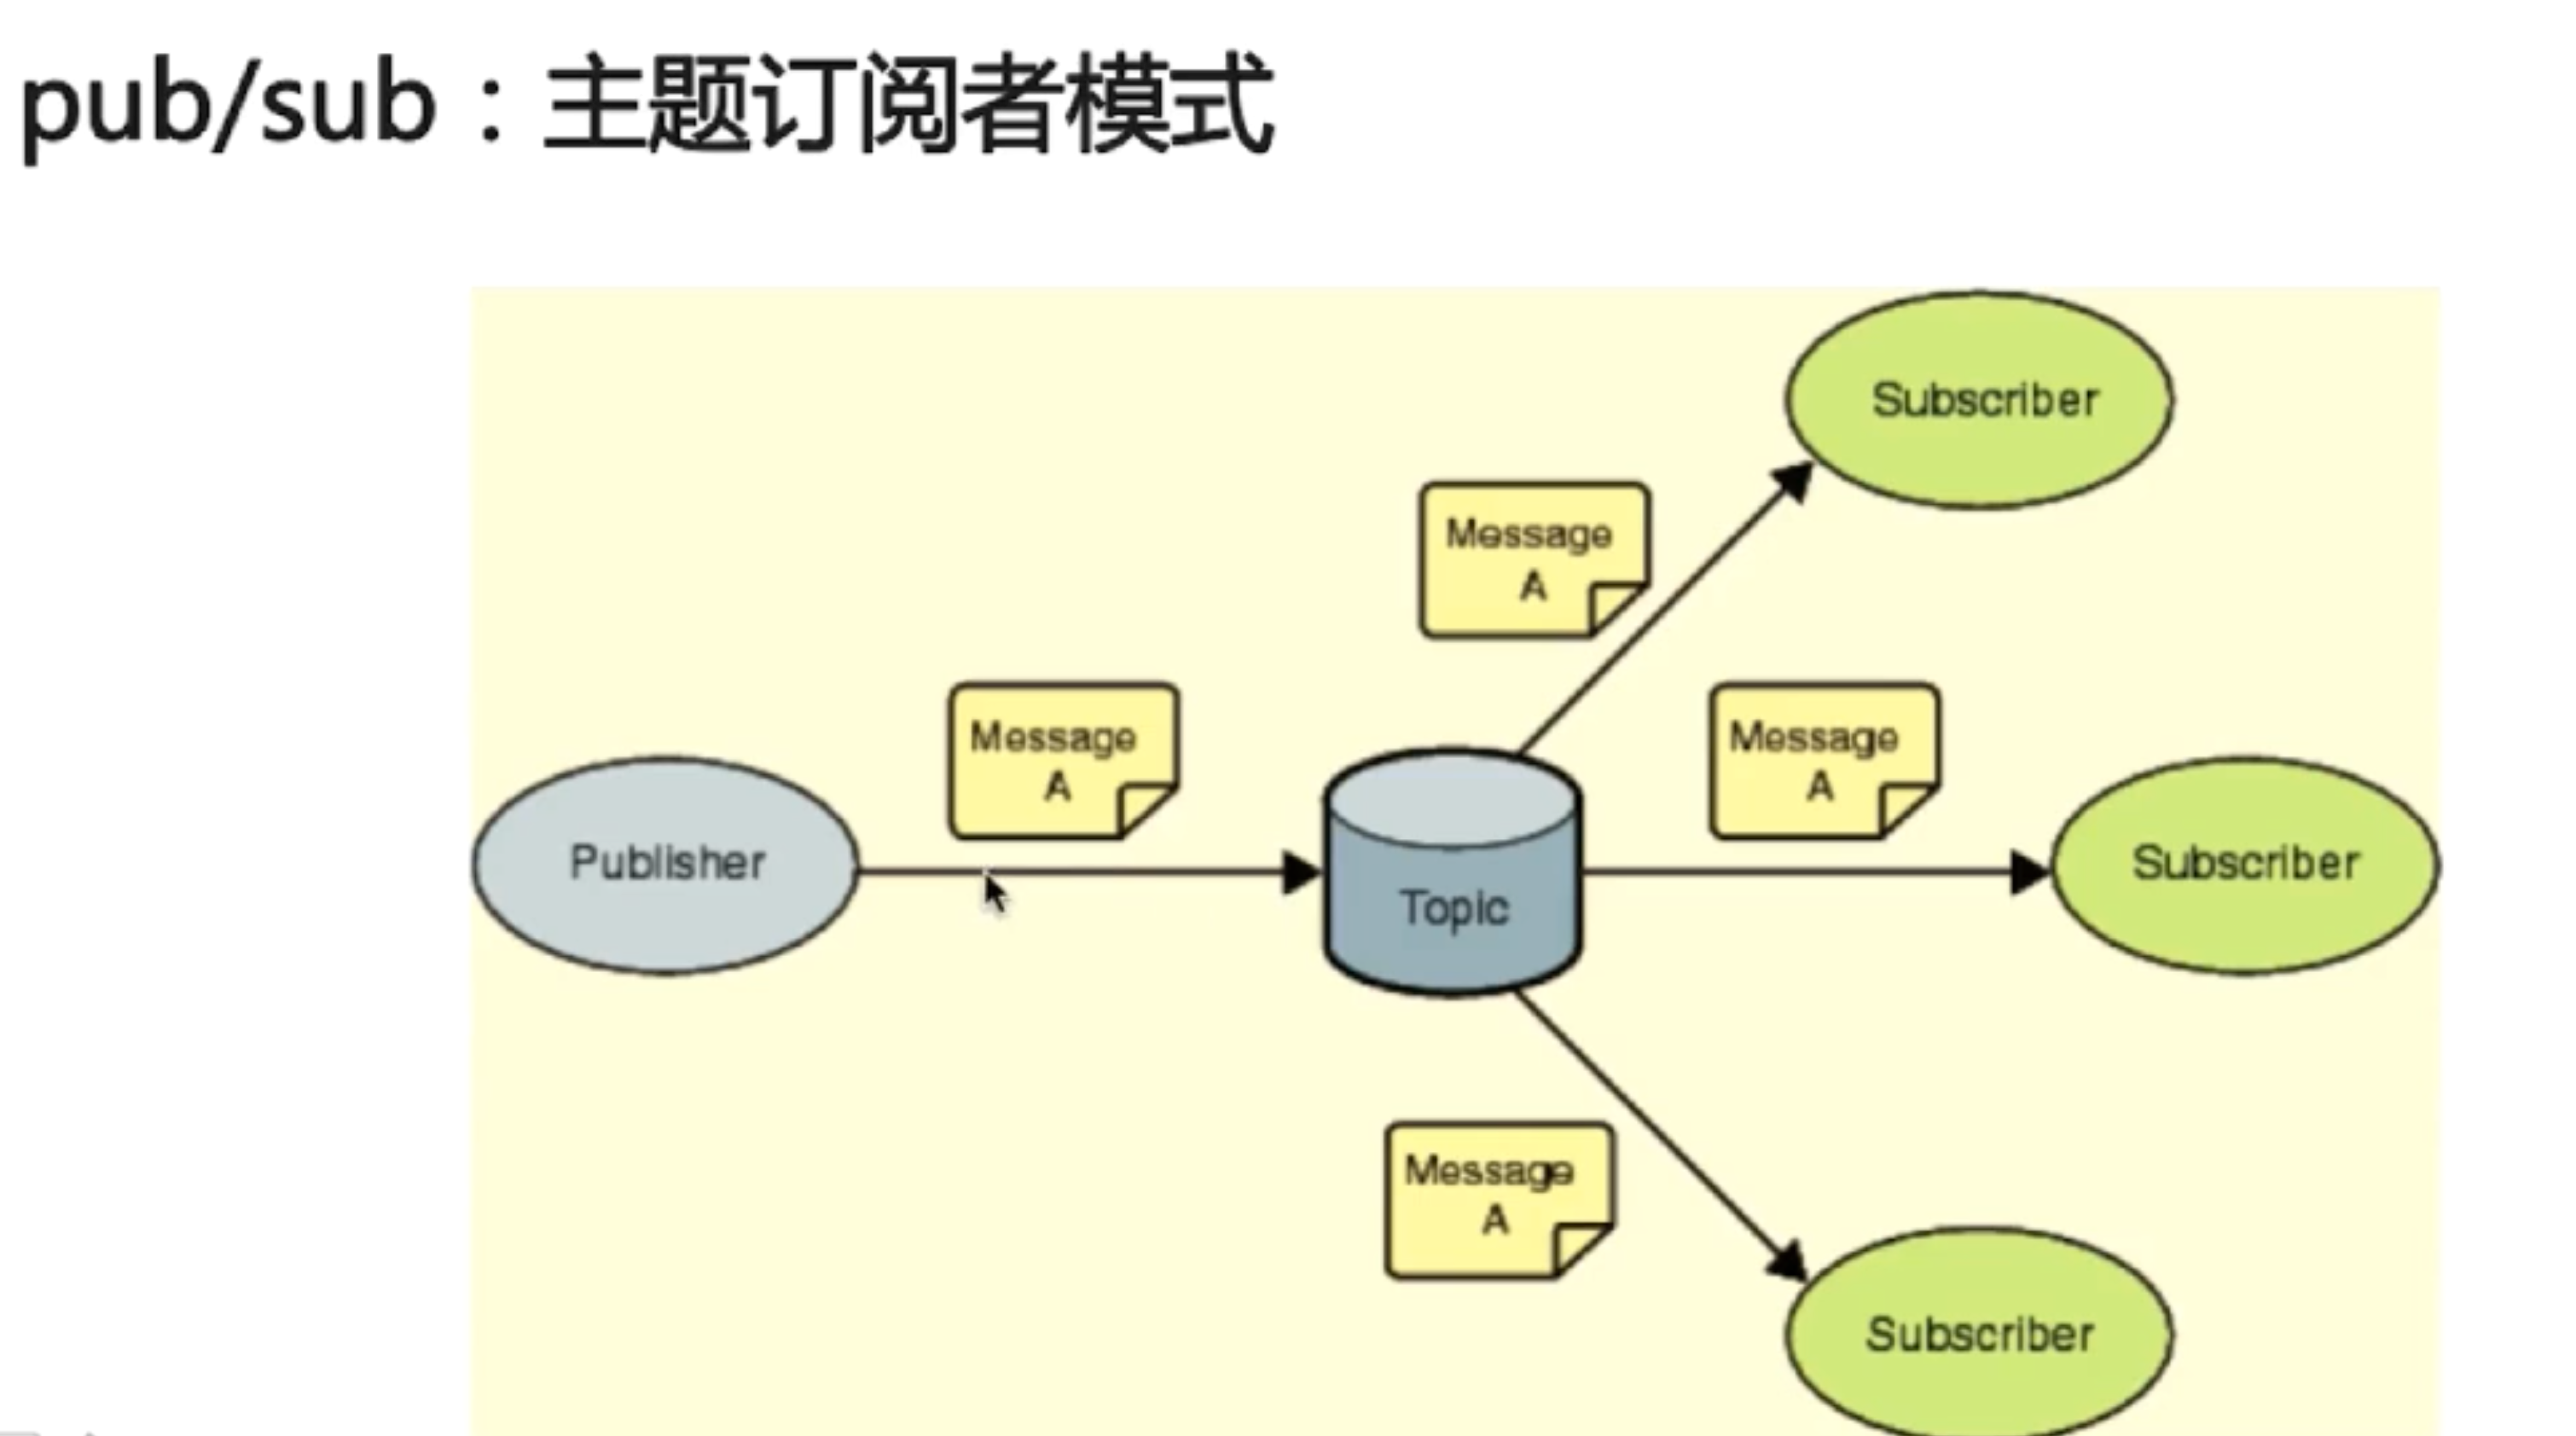 pub/sub：主题订阅者模式
Subscriber
Message
A
Message
A
Message
A
Publisher
Topic
Subscriber
Message
A
Subscriber